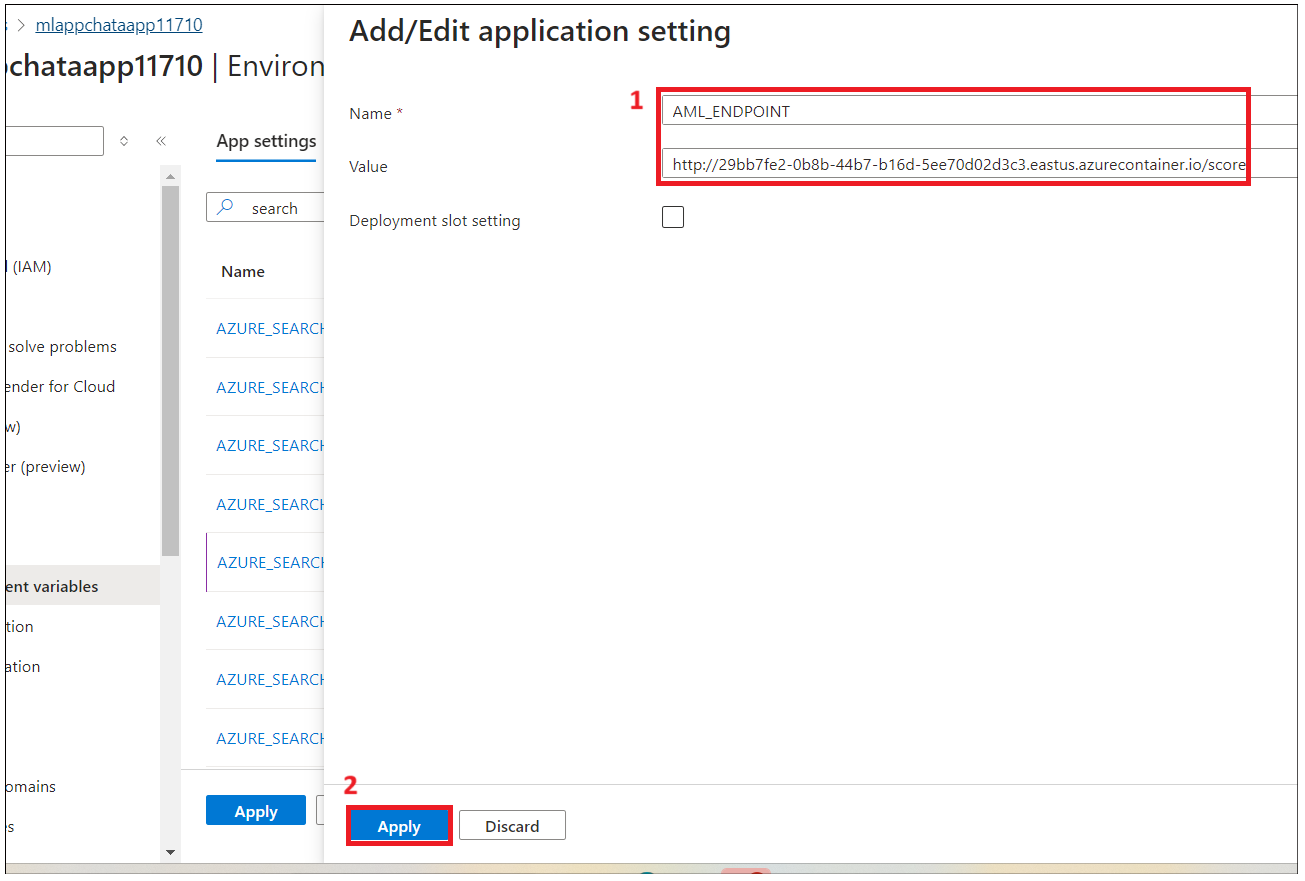 > mlappchataapp11710
chataapp11710 | Environ
« App settings
search
Name
(IAM)
AZURE_SEARCH
solve problems
ender for Cloud
AZURE_SEARCH
w)
AZURE_SEARCH
er (preview)
AZURE_SEARCH
AZURE_SEARCH
ent variables
AZURE_SEARCH
tion
ation
AZURE_SEARCH
AZURE_SEARCH
omains
s
Apply
Add/Edit application setting
1
Name * AML_ENDPOINT
Value http://29bb7fe2-0b8b-44b7-b16d-5ee70d02d3c3.eastus.azurecontainer.io/score
Deployment slot setting
2
Apply Discard